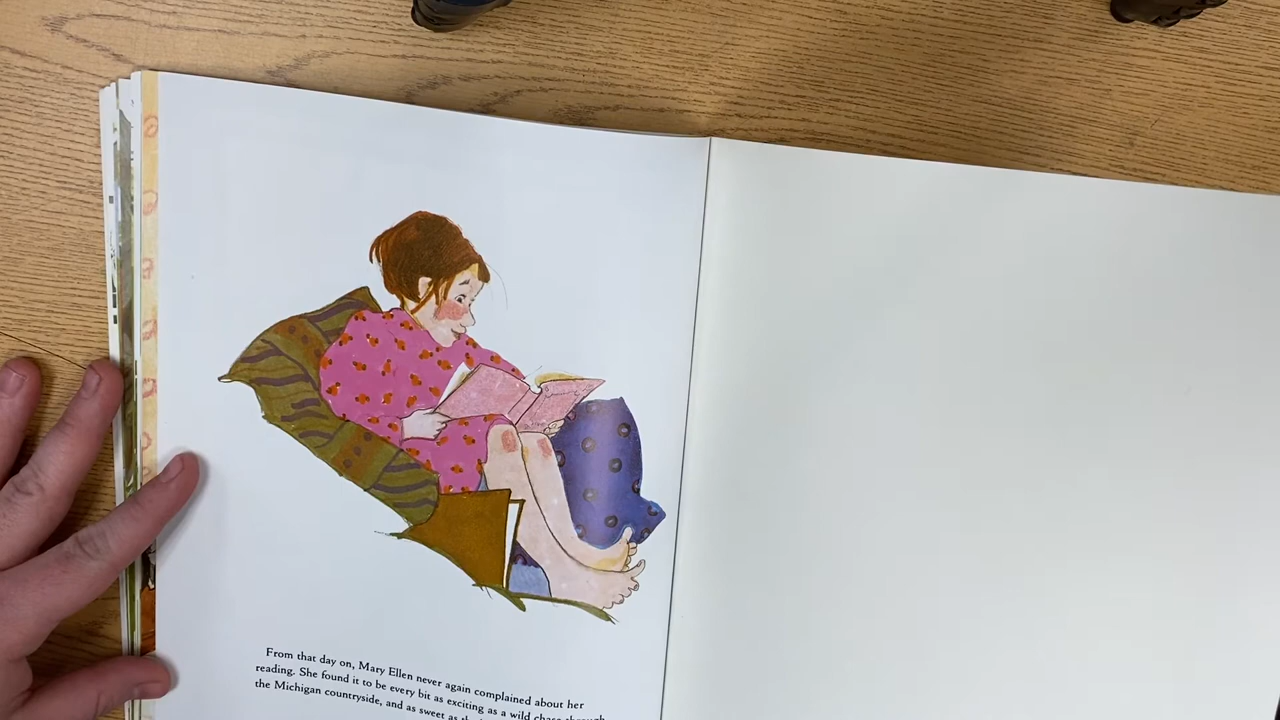 From that day on, Mary Ellen never again complained about her
reading. She found it to be every bit as exciting as a wild chase through
the Michigan countryside, and as sweet as the